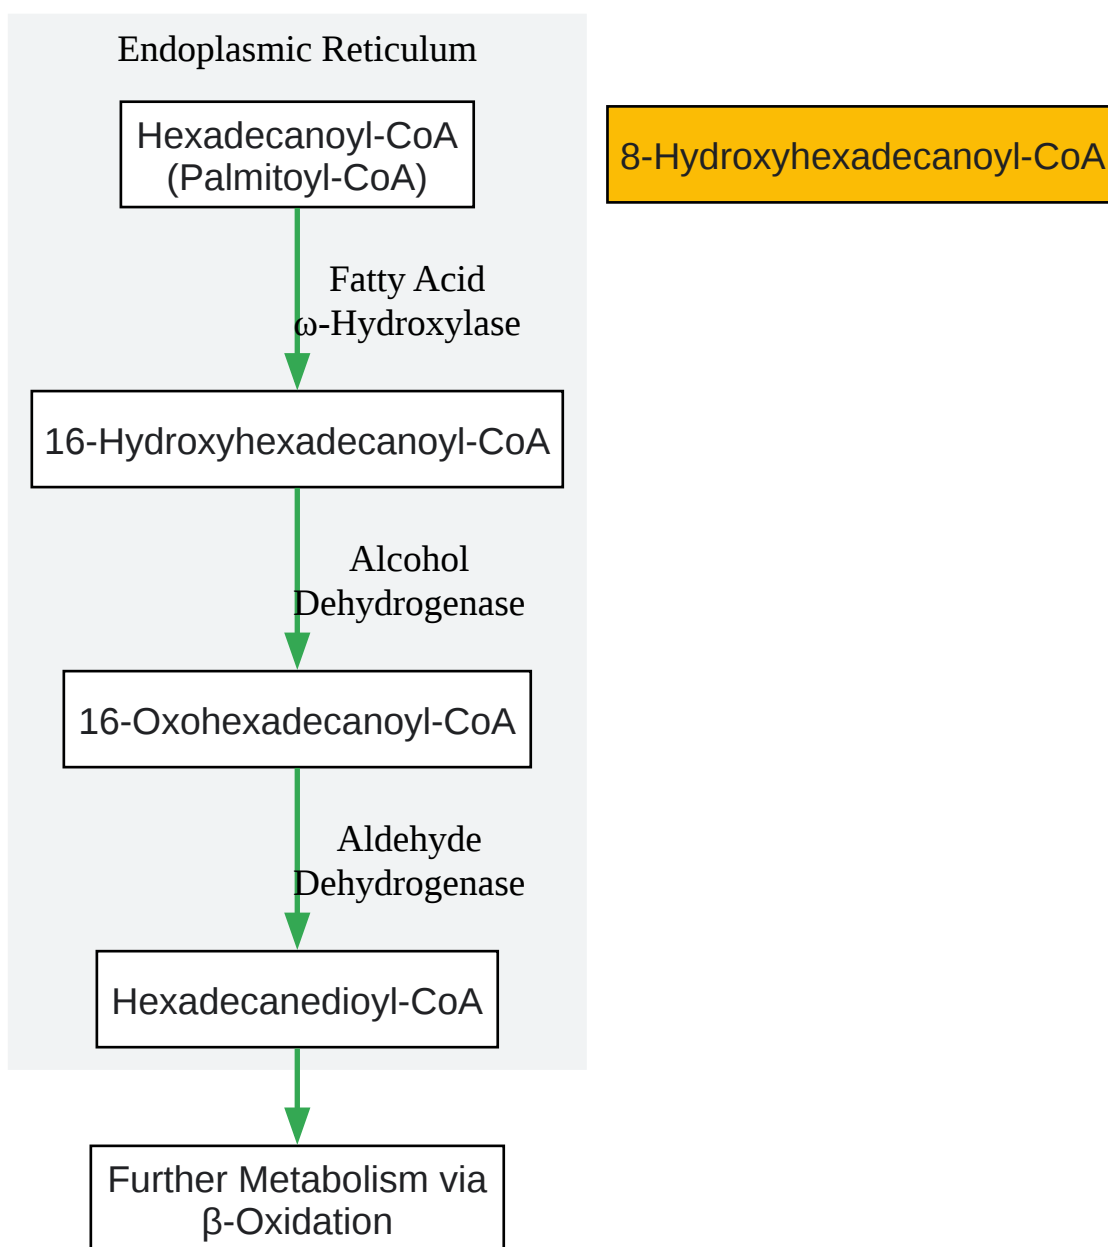 Endoplasmic Reticulum
Hexadecanoyl-CoA
(Palmitoyl-CoA)
8-Hydroxyhexadecanoyl-CoA
Fatty Acid
ω-Hydroxylase
16-Hydroxyhexadecanoyl-CoA
Alcohol
Dehydrogenase
16-Oxohexadecanoyl-CoA
Aldehyde
Dehydrogenase
Hexadecanedioyl-CoA
Further Metabolism via
β-Oxidation